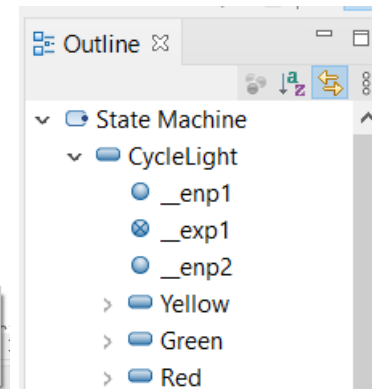 Outline
State Machine
CycleLight
__enp1
__exp1
__enp2
Yellow
Green
Red